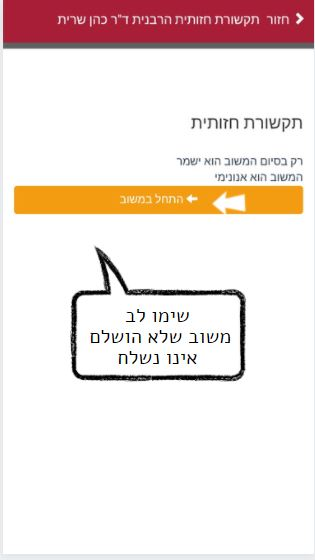 חזור תקשורת חזותית הרבנית ד"ר כהן שרית
תקשורת חזותית
רק בסיום המשוב הוא ישמר
המשוב הוא אנונימי
התחל במשוב
שימו לב
משוב שלא הושלם
אינו נשלח